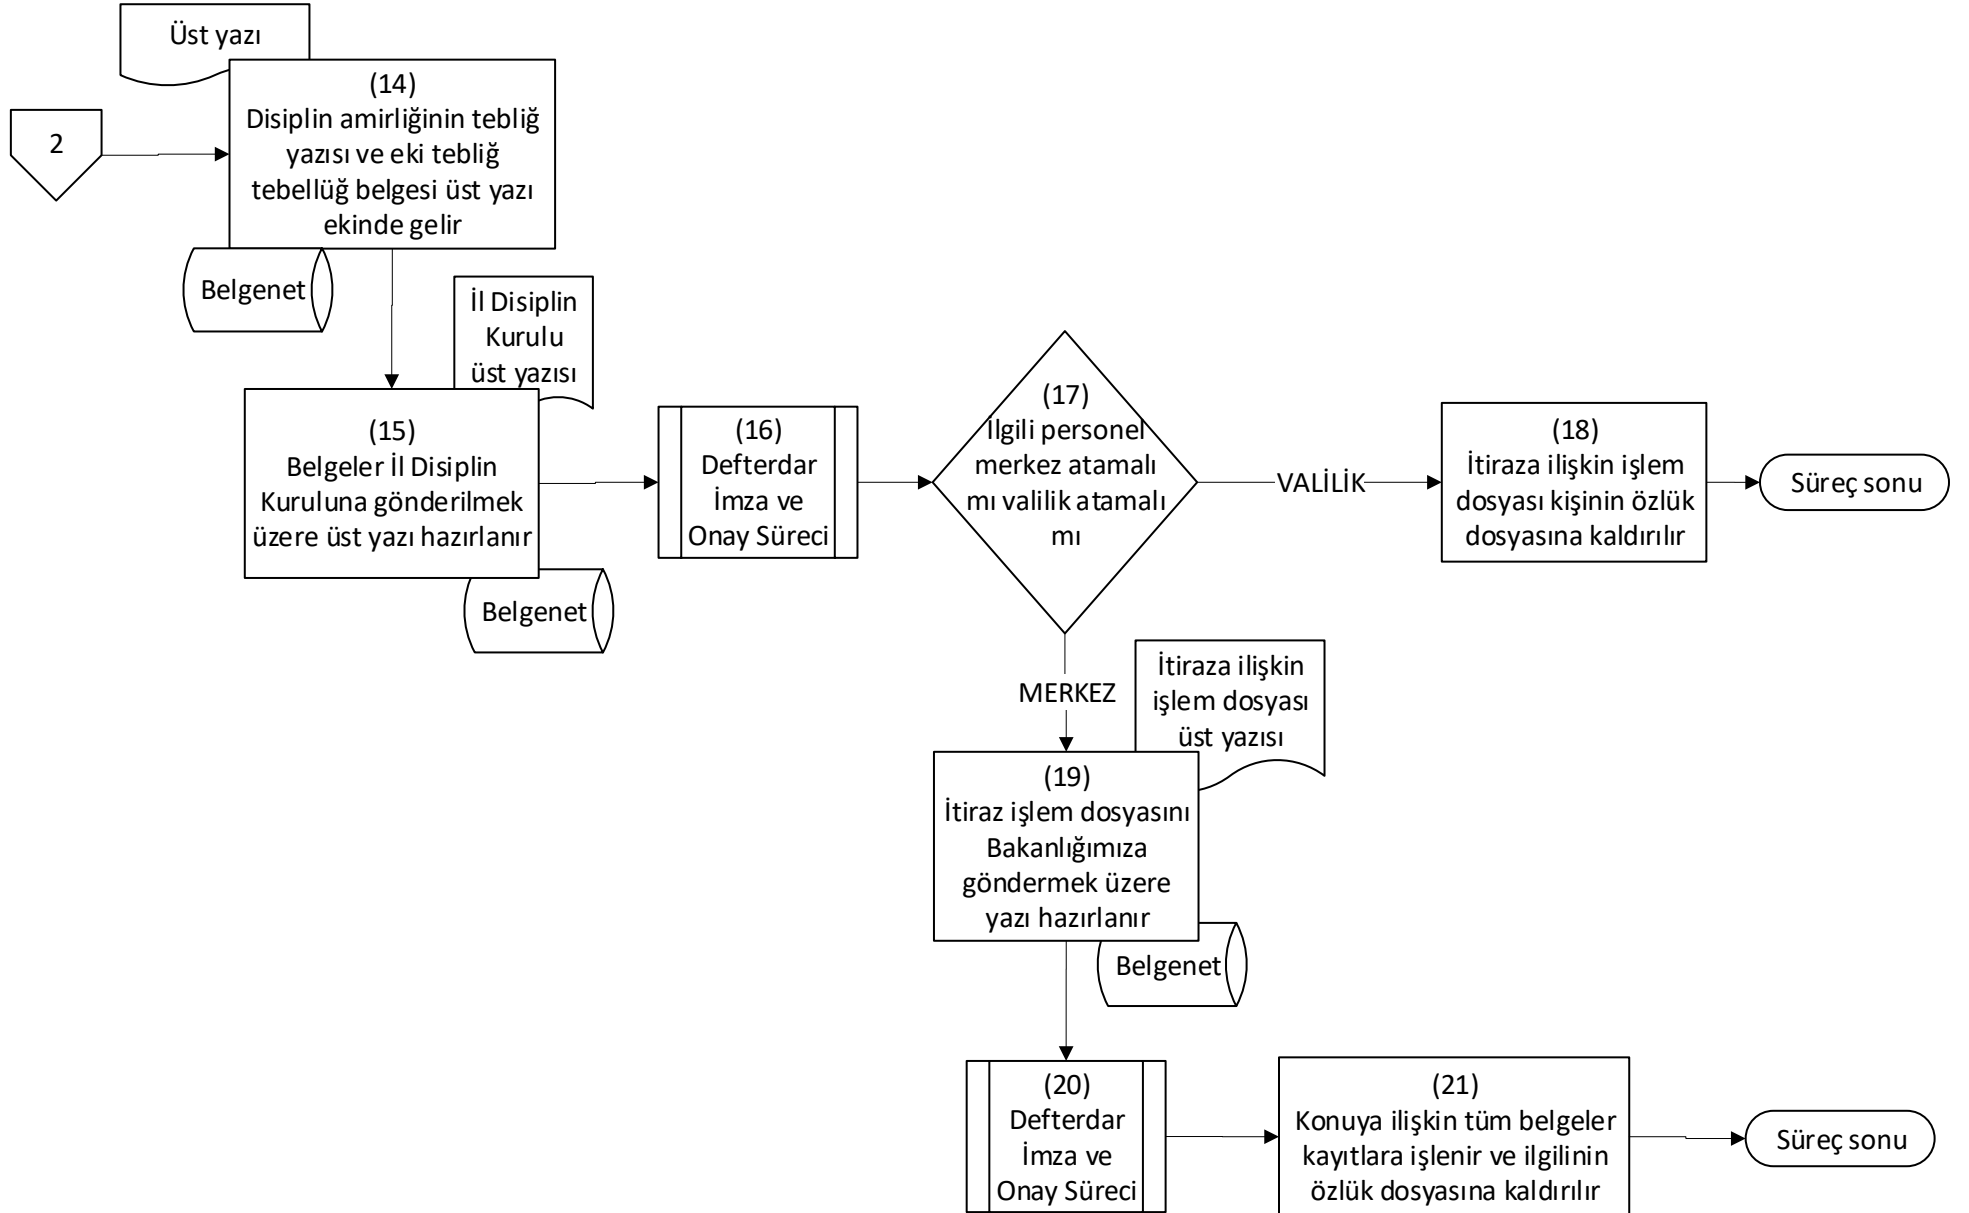 Üst yazı
2
(14)
Disiplin amirliğinin tebliğ
yazısı ve eki tebliğ
tebellüğ belgesi üst yazı
ekinde gelir
Belgenet
İl Disiplin
Kurulu
üst yazısı
(15)
Belgeler İl Disiplin
Kuruluna gönderilmek
üzere üst yazı hazırlanır
Belgenet
(16)
Defterdar
İmza ve
Onay Süreci
(17)
İlgili personel
merkez atamalı
mı valilik atamalı
mı
VALİLİK
(18)
İtiraza ilişkin işlem
dosyası kişinin özlük
dosyasına kaldırılır
Süreç sonu
MERKEZ
İtiraza ilişkin
işlem dosyası
üst yazısı
(19)
İtiraz işlem dosyasını
Bakanlığımıza
göndermek üzere
yazı hazırlanır
Belgenet
(20)
Defterdar
İmza ve
Onay Süreci
(21)
Konuya ilişkin tüm belgeler
kayıtlara işlenir ve ilgilinin
özlük dosyasına kaldırılır
Süreç sonu